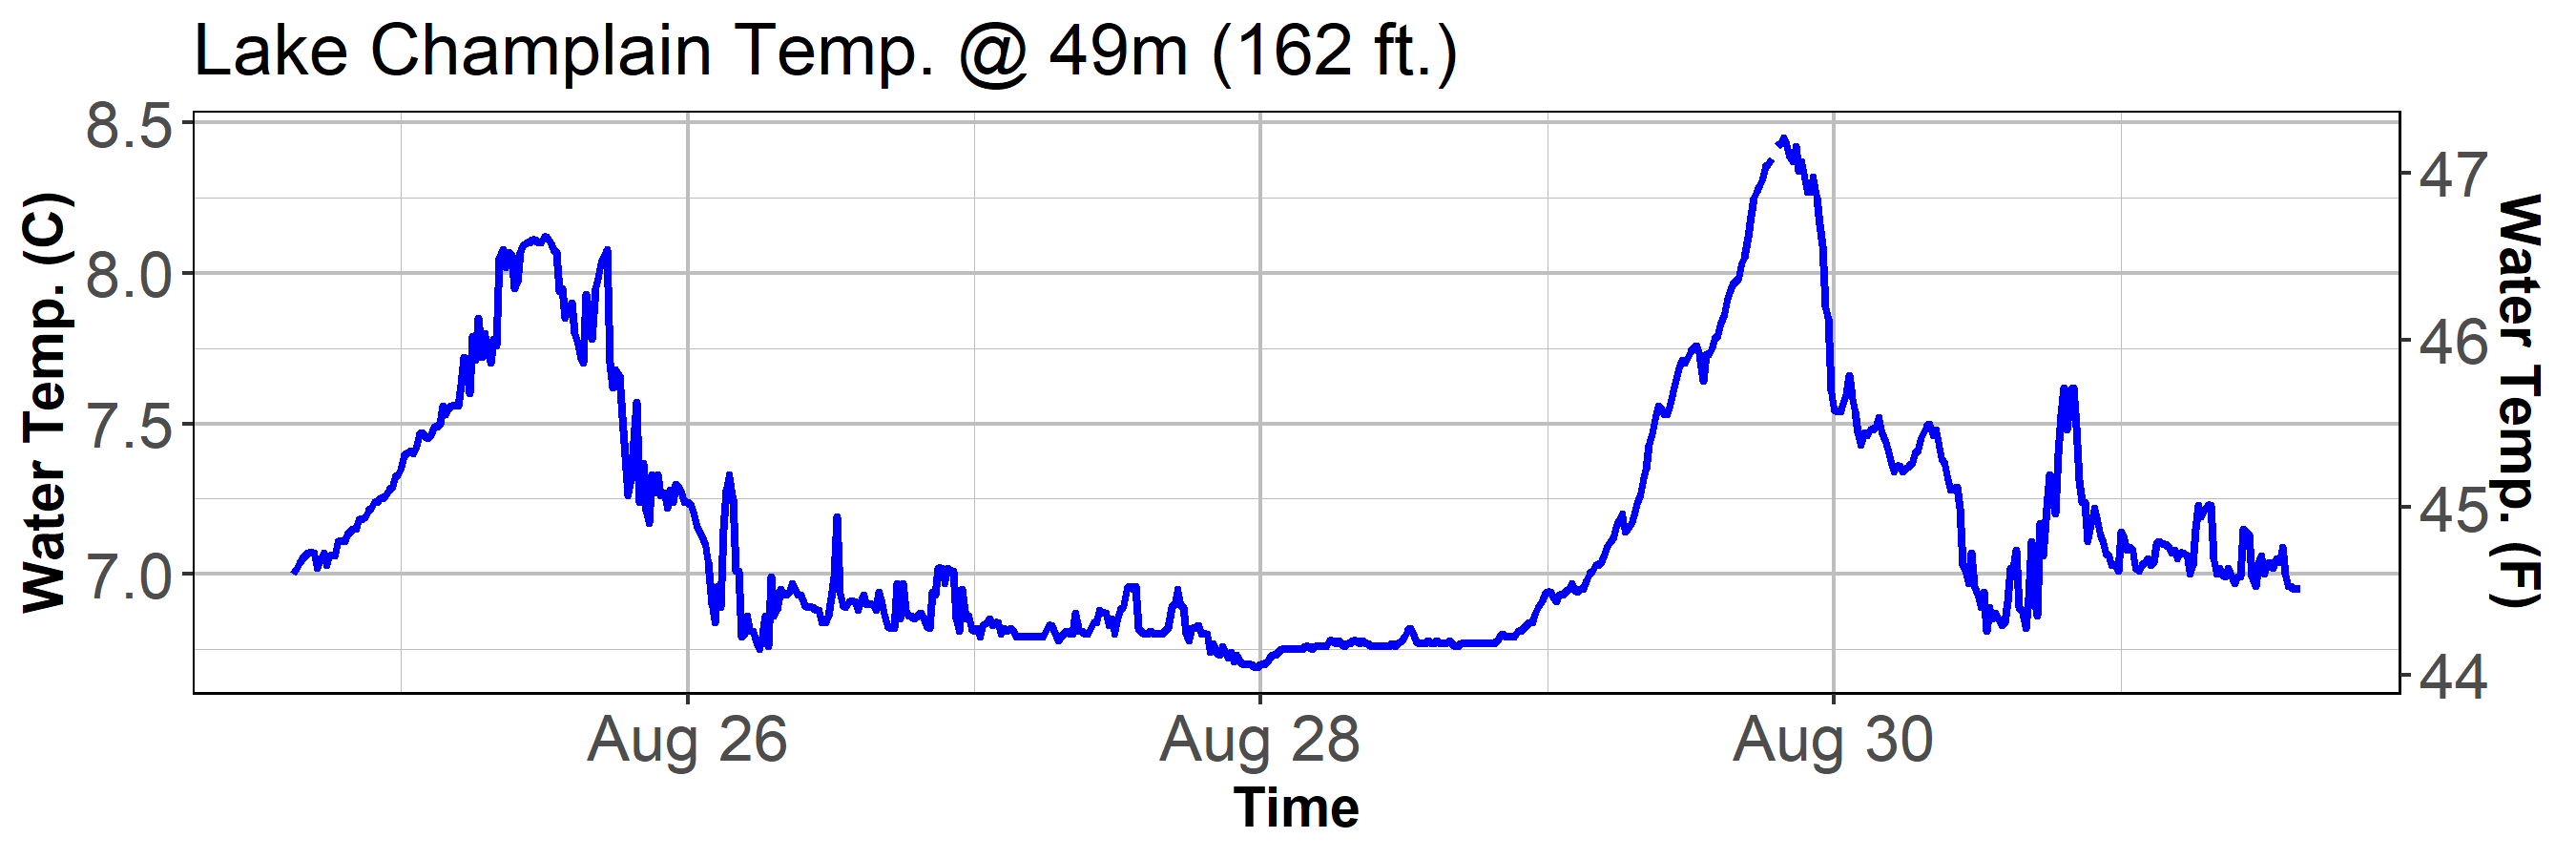 Lake Champlain Temp. @ 49m (162 ft.)
Water Temp. (C)
8.5
8.0
7.5
7.0
47
46
45
44
Water Temp. (F)
Aug 26 Aug 28 Aug 30
Time